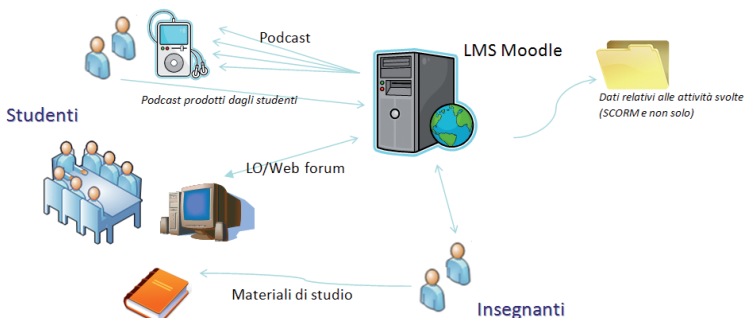 Podcast
LMS Moodle
Podcast prodotti dagli studenti
Dati relativi alle attività svolte
(SCORM e non solo)
Studenti
LO/Web forum
Materiali di studio
Insegnanti